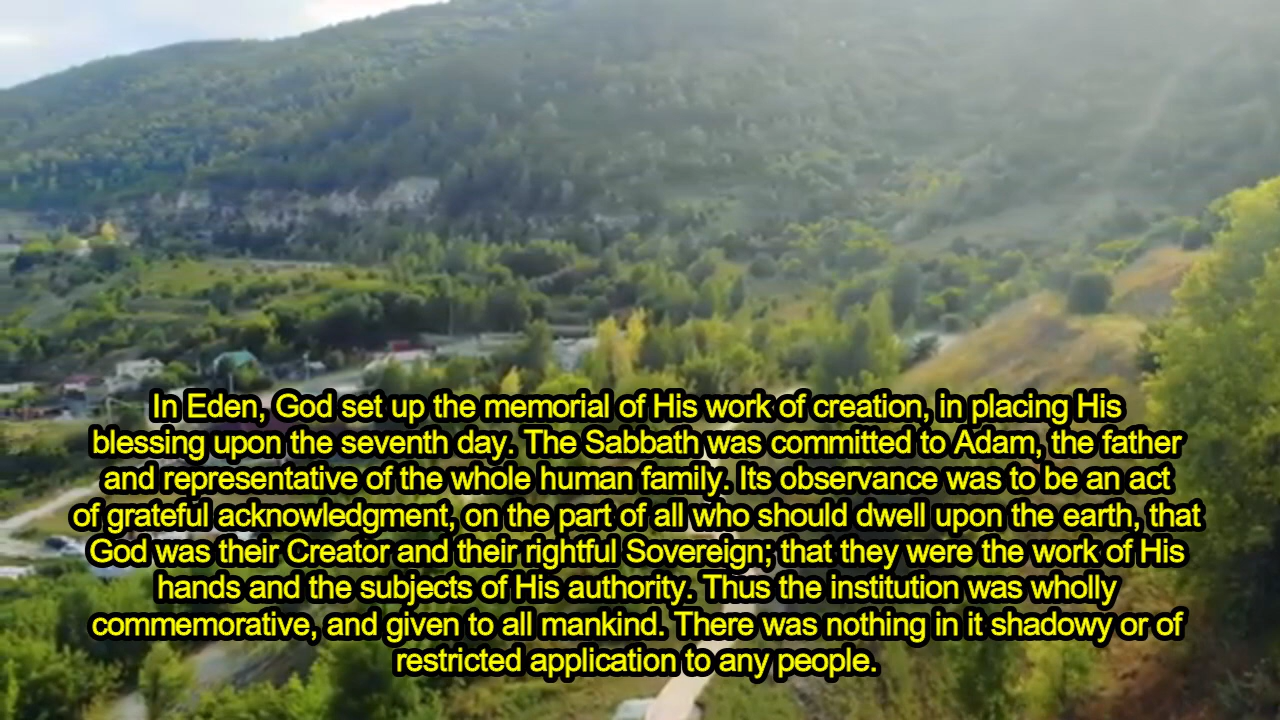 In Eden, God set up the memorial of His work of creation, in placing His
blessing upon the seventh day. The Sabbath was committed to Adam, the father
and representative of the whole human family. Its observance was to be an act
of grateful acknowledgment, on the part of all who should dwell upon the earth, that
God was their Creator and their rightful Sovereign; that they were the work of His
hands and the subjects of His authority. Thus the institution was wholly
commemorative, and given to all mankind. There was nothing in it shadowy or of
restricted application to any people.